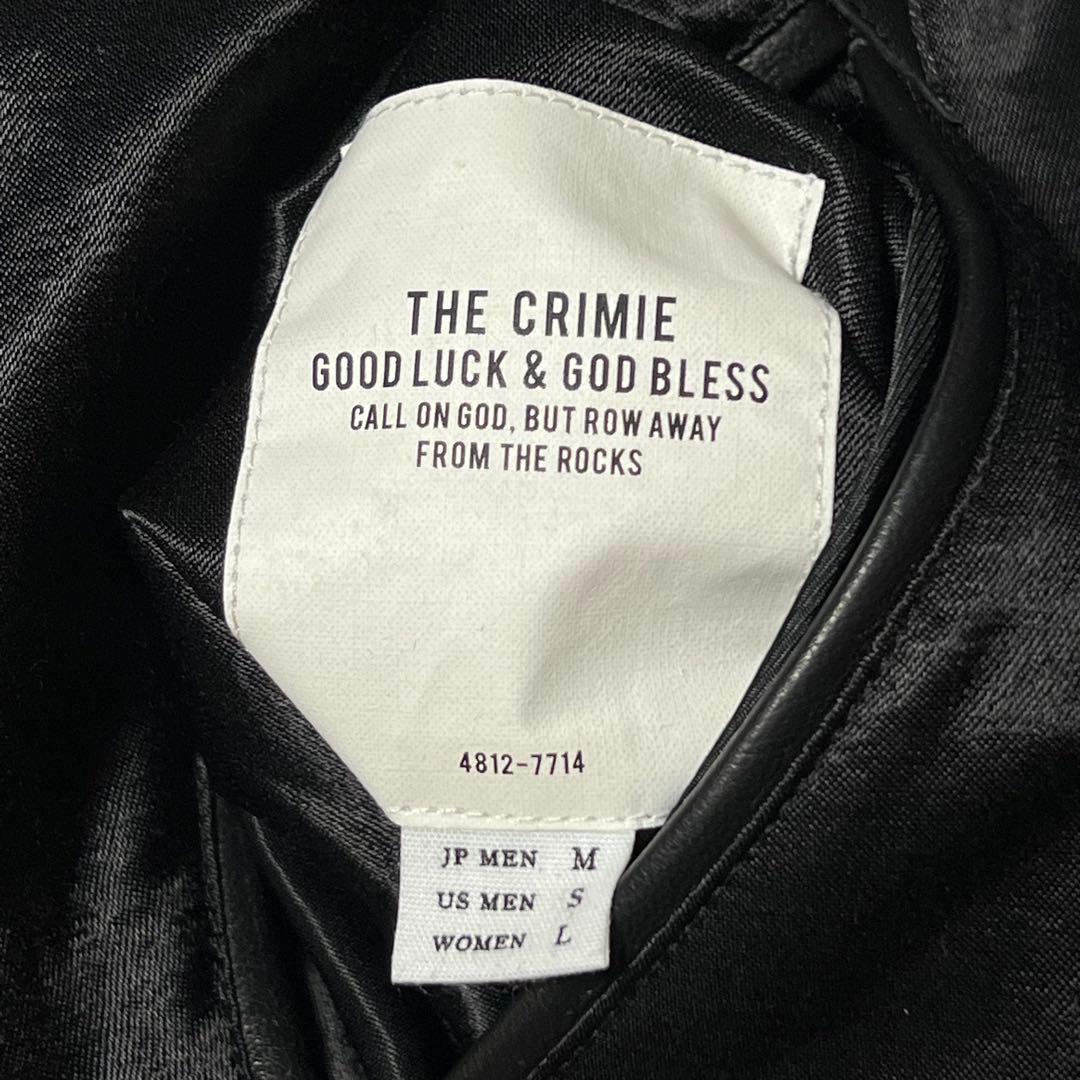 THE CRIMIE
GOOD LUCK & GOD BLESS
CALL ON GOD, BUT ROW AWAY
FROM THE ROCKS
4812-7714
JP MEN M
US MEN S
WOMEN L